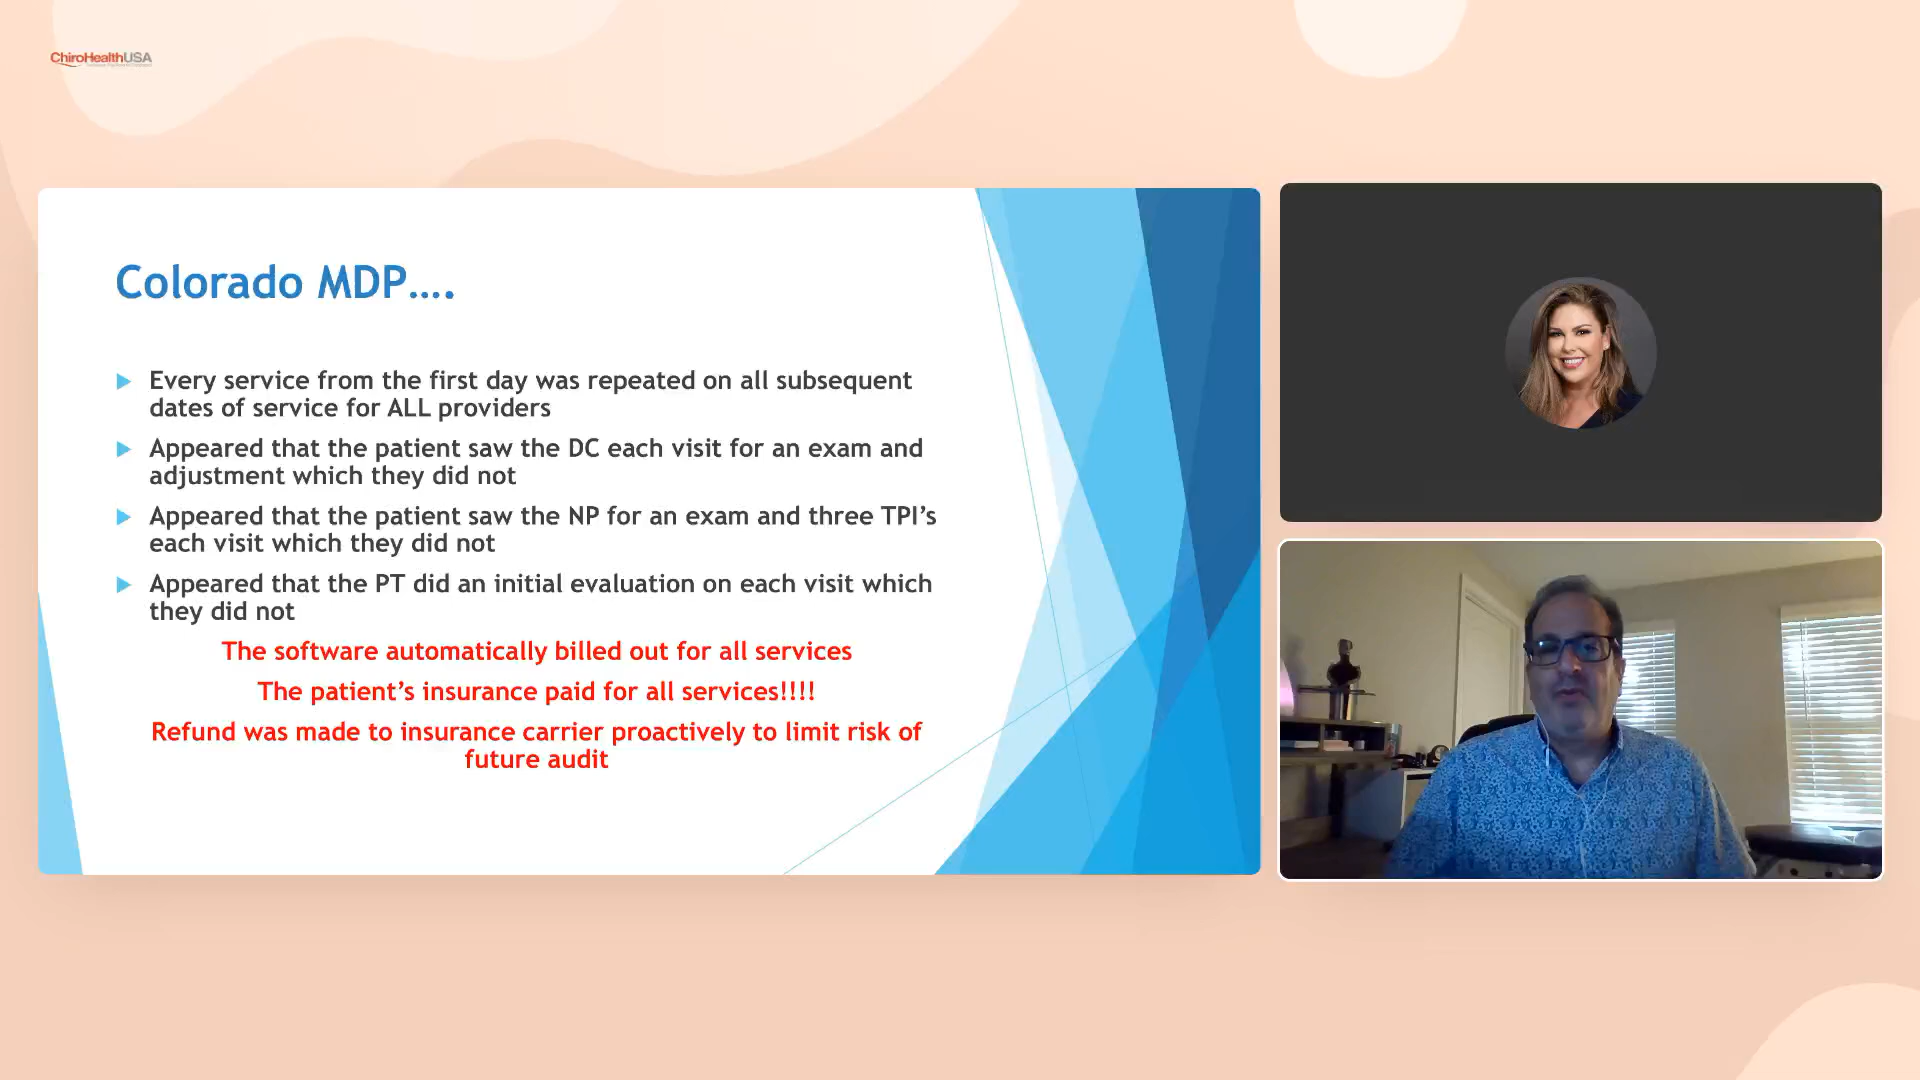 ChiroHealthUSA
Colorado MDP....
Every service from the first day was repeated on all subsequent
dates of service for ALL providers
Appeared that the patient saw the DC each visit for an exam and
adjustment which they did not
Appeared that the patient saw the NP for an exam and three TPI’s
each visit which they did not
Appeared that the PT did an initial evaluation on each visit which
they did not
The software automatically billed out for all services
The patient’s insurance paid for all services!!!!
Refund was made to insurance carrier proactively to limit risk of
future audit